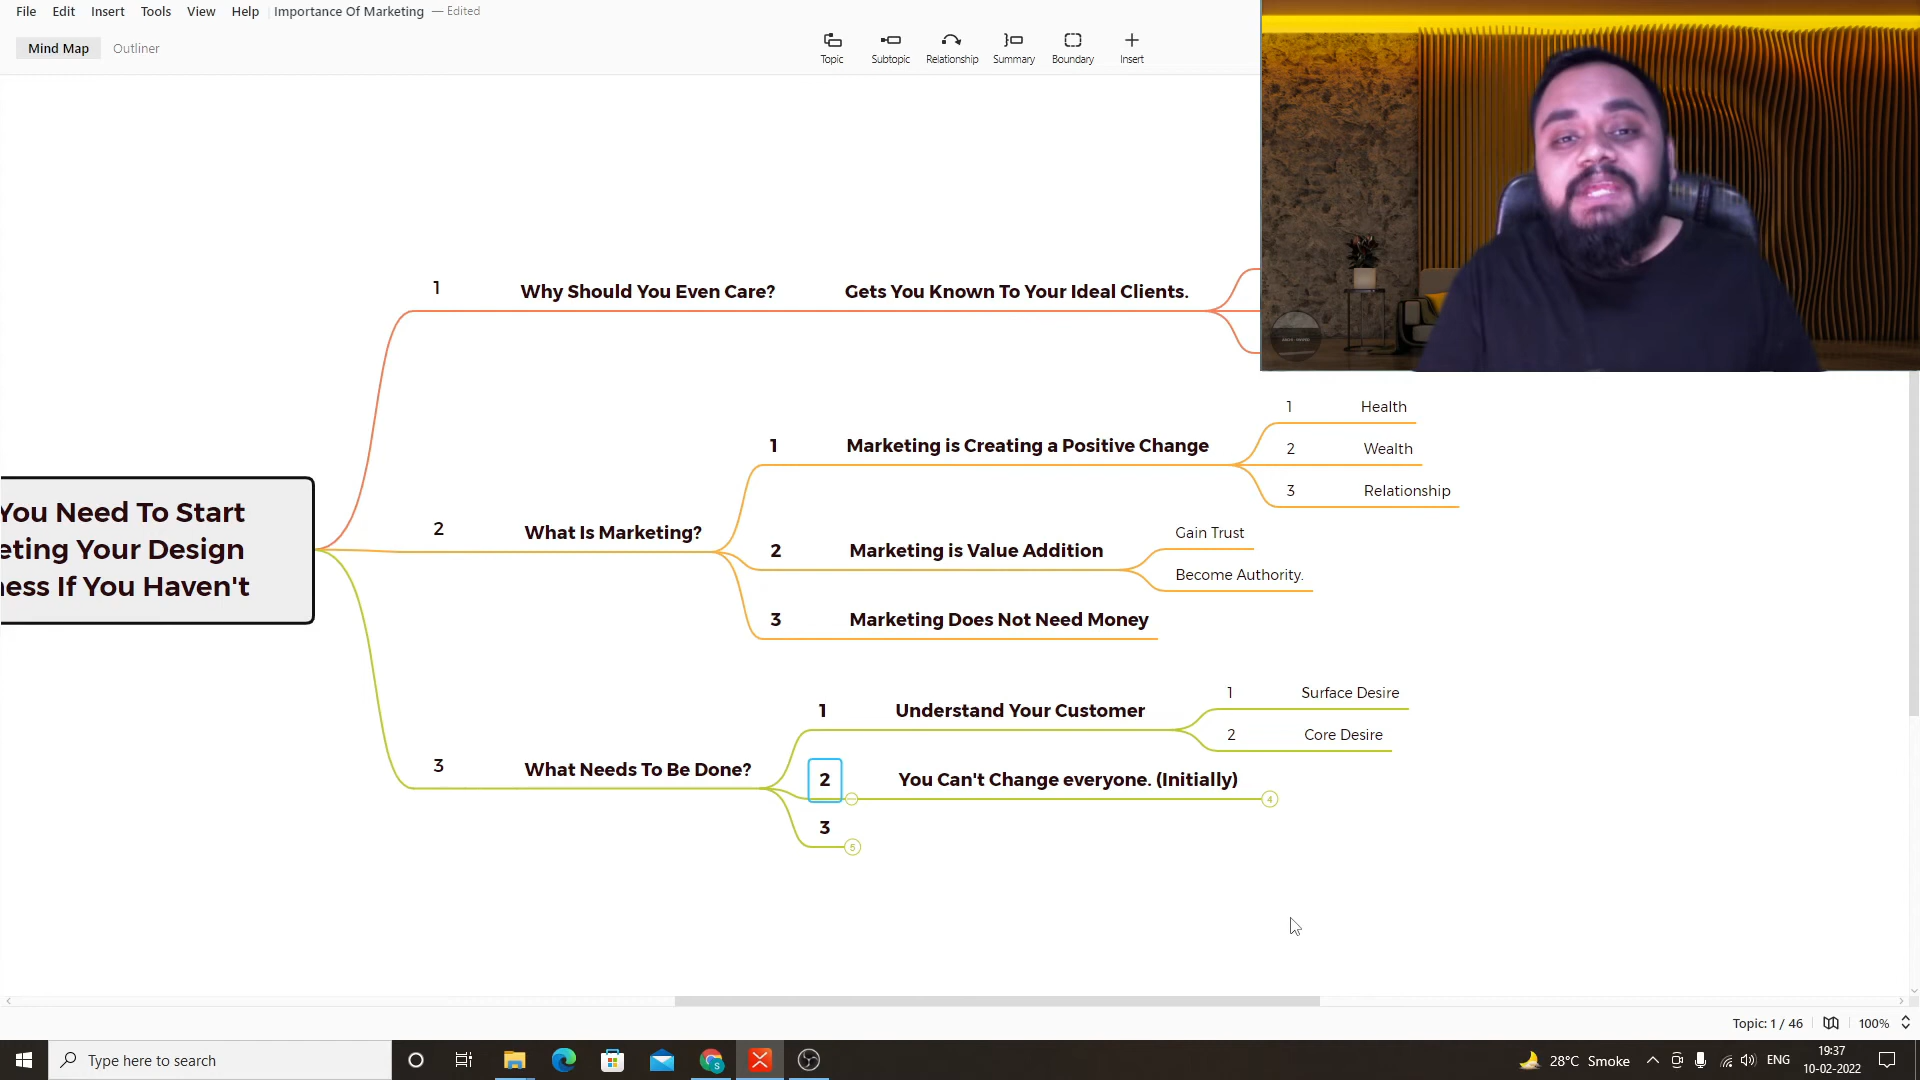 File Edit Insert Tools View Help Importance Of Marketing — Edited
Mind Map Outliner
Topic Subtopic Relationship Summary Boundary Insert
1 Why Should You Even Care? Gets You Known To Your Ideal Clients.
1 Health
1 Marketing is Creating a Positive Change
2 Wealth
3 Relationship
You Need To Start
eting Your Design
ness If You Haven't
2 What Is Marketing?
Gain Trust
2 Marketing is Value Addition
Become Authority.
3 Marketing Does Not Need Money
1 Surface Desire
1 Understand Your Customer
2 Core Desire
3 What Needs To Be Done?
2 You Can't Change everyone. (Initially) 4
3
5
Topic: 1 / 46 100%
Type here to search
28°C Smoke
ENG
19:37
10-02-2022